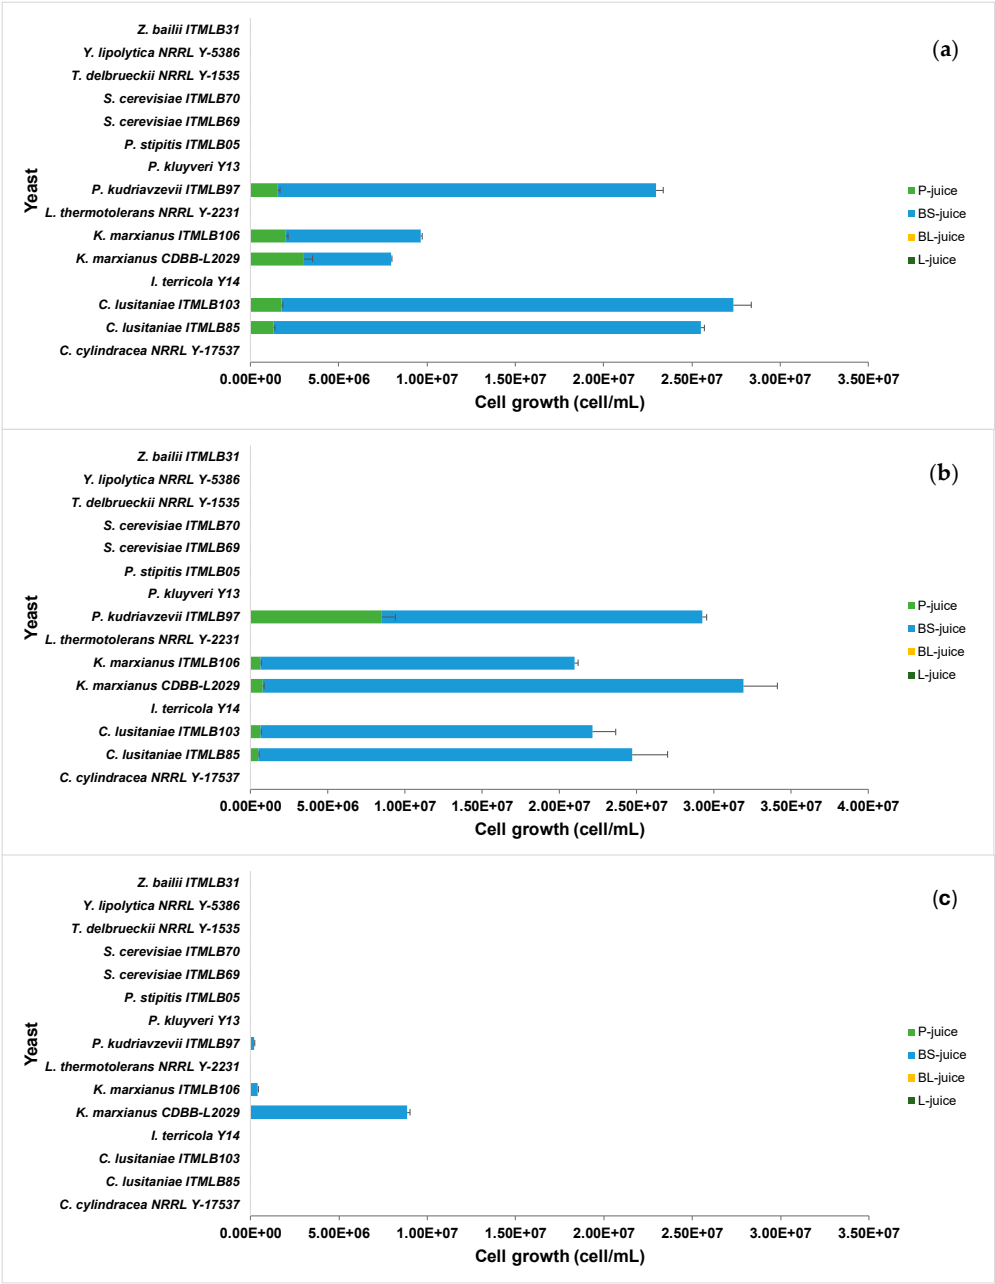 (a)
Yeast
Z. bailii ITMLB31
Y. lipolytica NRRL Y-5386
T. delbrueckii NRRL Y-1535
S. cerevisiae ITMLB70
S. cerevisiae ITMLB69
P. stipitis ITMLB05
P. kluyveri Y13
P. kudriavzevii ITMLB97
L. thermotolerans NRRL Y-2231
K. marxianus ITMLB106
K. marxianus CDBB-L2029
I. terricola Y14
C. lusitaniae ITMLB103
C. lusitaniae ITMLB85
C. cylindracea NRRL Y-17537
P-juice
BS-juice
BL-juice
L-juice
0.00E+00 5.00E+06 1.00E+07 1.50E+07 2.00E+07 2.50E+07 3.00E+07 3.50E+07
Cell growth (cell/mL)
(b)
Yeast
Z. bailii ITMLB31
Y. lipolytica NRRL Y-5386
T. delbrueckii NRRL Y-1535
S. cerevisiae ITMLB70
S. cerevisiae ITMLB69
P. stipitis ITMLB05
P. kluyveri Y13
P. kudriavzevii ITMLB97
L. thermotolerans NRRL Y-2231
K. marxianus ITMLB106
K. marxianus CDBB-L2029
I. terricola Y14
C. lusitaniae ITMLB103
C. lusitaniae ITMLB85
C. cylindracea NRRL Y-17537
P-juice
BS-juice
BL-juice
L-juice
0.00E+00 5.00E+06 1.00E+07 1.50E+07 2.00E+07 2.50E+07 3.00E+07 3.50E+07 4.00E+07
Cell growth (cell/mL)
(c)
Yeast
Z. bailii ITMLB31
Y. lipolytica NRRL Y-5386
T. delbrueckii NRRL Y-1535
S. cerevisiae ITMLB70
S. cerevisiae ITMLB69
P. stipitis ITMLB05
P. kluyveri Y13
P. kudriavzevii ITMLB97
L. thermotolerans NRRL Y-2231
K. marxianus ITMLB106
K. marxianus CDBB-L2029
I. terricola Y14
C. lusitaniae ITMLB103
C. lusitaniae ITMLB85
C. cylindracea NRRL Y-17537
P-juice
BS-juice
BL-juice
L-juice
0.00E+00 5.00E+06 1.00E+07 1.50E+07 2.00E+07 2.50E+07 3.00E+07 3.50E+07
Cell growth (cell/mL)